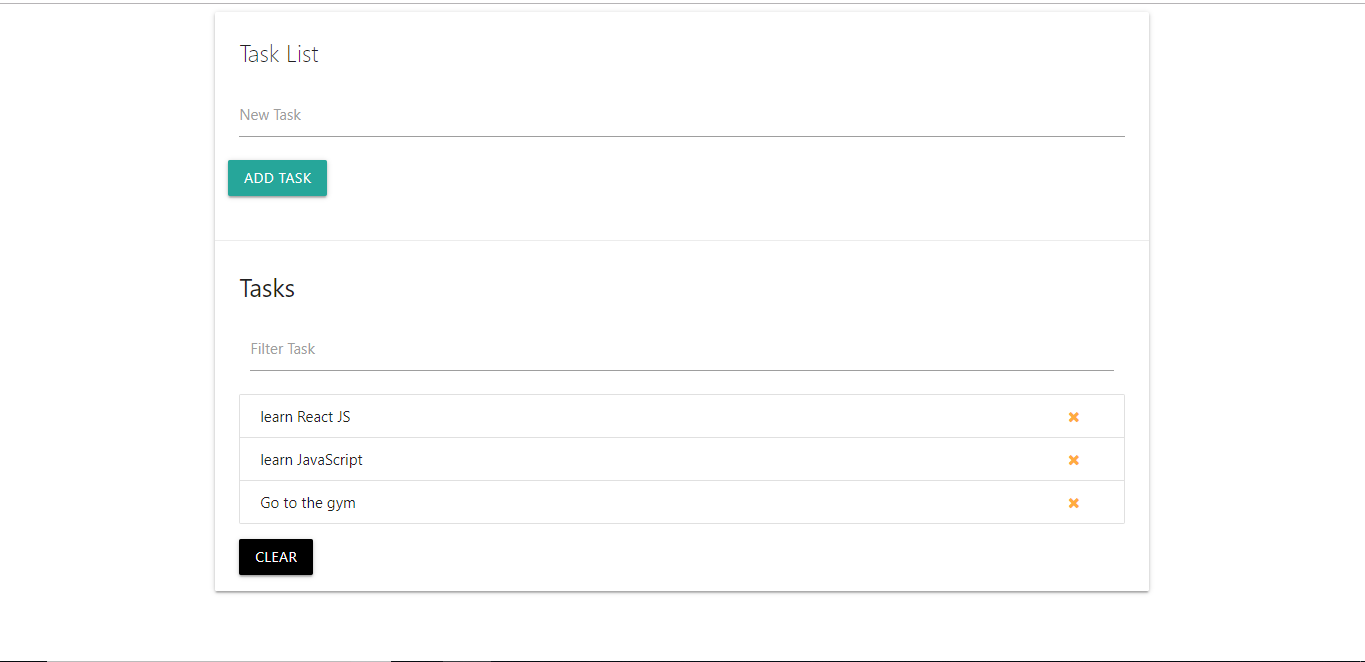 Task List
New Task
ADD TASK
Tasks
Filter Task
learn React JS
learn JavaScript
Go to the gym
CLEAR